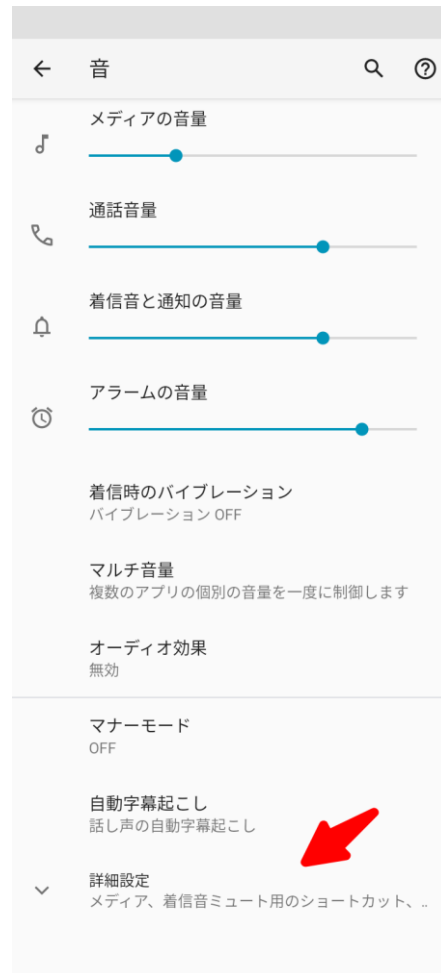 音
メディアの音量
通話音量
着信音と通知の音量
アラームの音量
着信時のバイブレーション
バイブレーション OFF
マルチ音量
複数のアプリの個別の音量を一度に制御します
オーディオ効果
無効
マナーモード
OFF
自動字幕起こし
話し声の自動字幕起こし
詳細設定
メディア、着信音ミュート用のショートカット、..